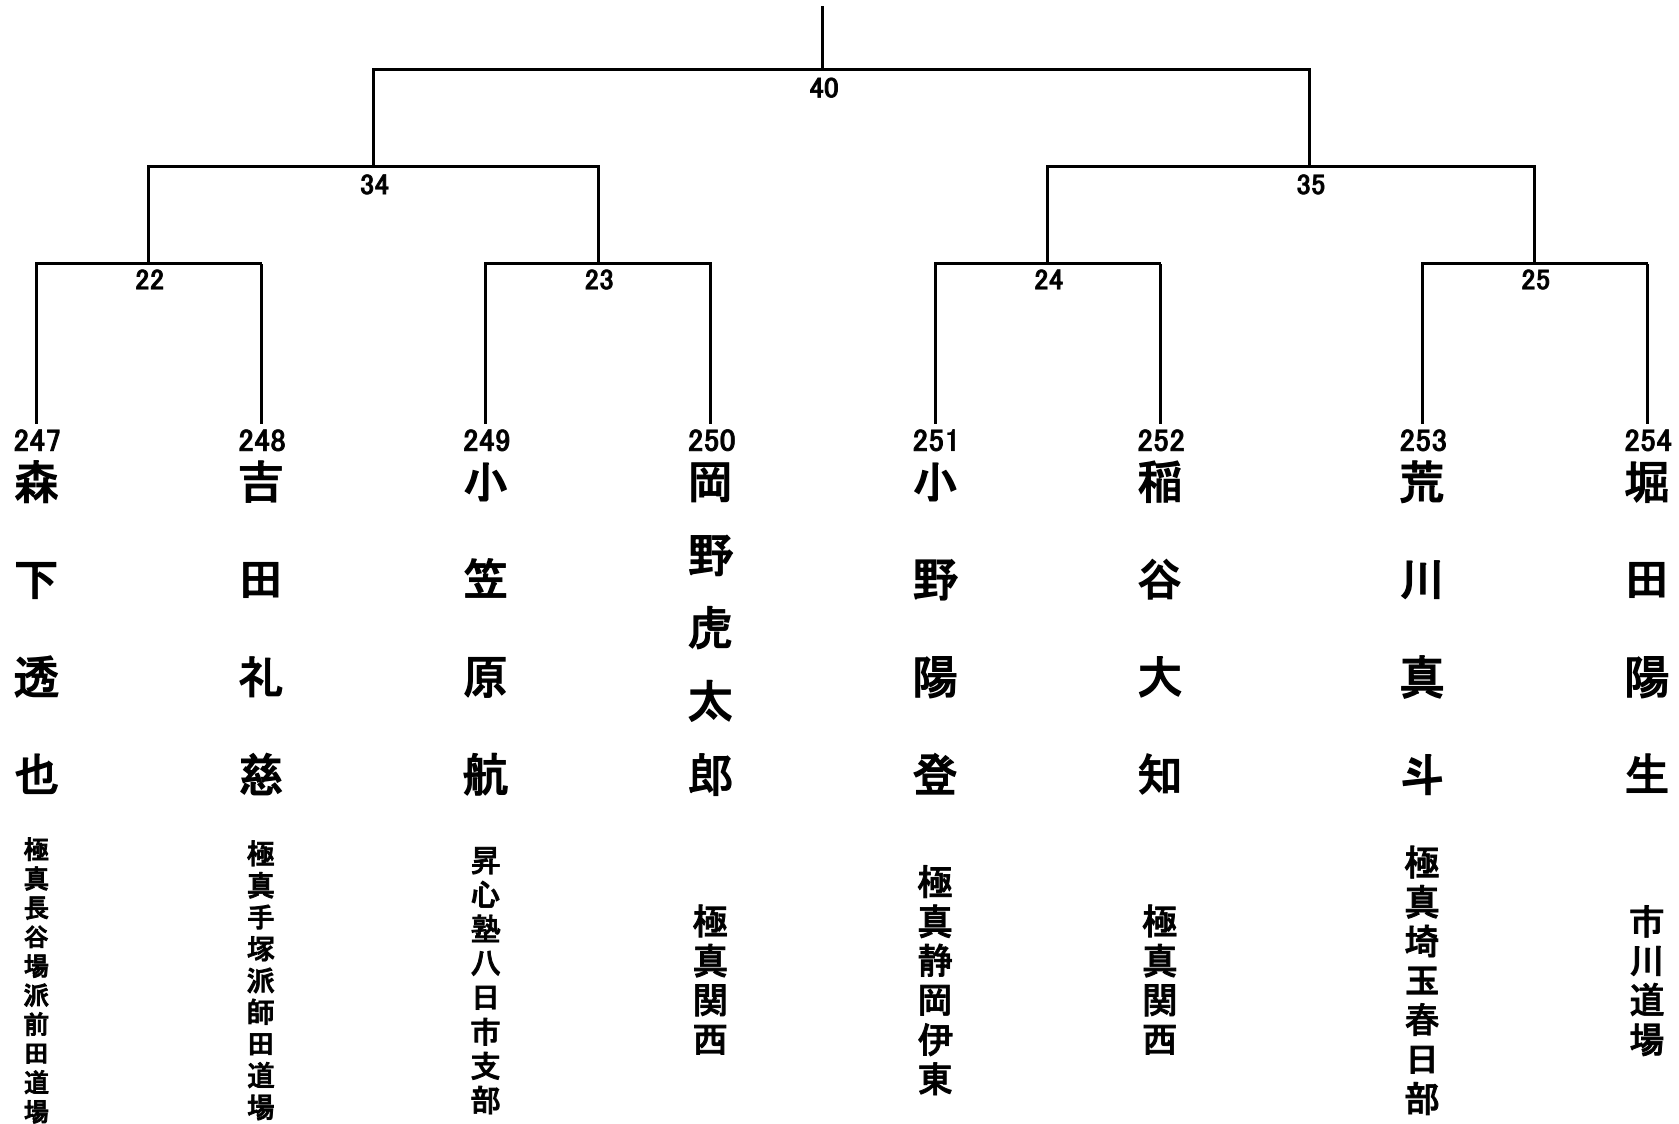 40
34
35
22
23
24
25
247
森下透也
極真長谷場派前田道場
248
吉田礼慈
極真手塚派師田道場
249
小笠原航
昇心塾八日市支部
250
岡野虎太郎
極真関西
251
小野陽登
極真静岡伊東
252
稲谷大知
極真関西
253
荒川真斗
極真埼玉春日部
254
堀田陽生
市川道場